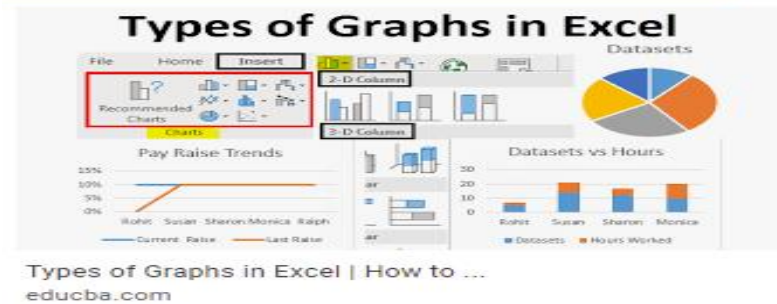 Types of Graphs in Excel
Datasets
File Home Insert
2-D Column
Recommended
Charts
Charts
3-D Column
Pay Raise Trends
15%
10%
5%
0%
Rohit Susan Sharon Monica Ralph
Current Raise Last Raise
ar
ar
Datasets vs Hours
30
20
10
0
Rohit Susan Sharon Monica
Datasets Hours Worked
Types of Graphs in Excel | How to ...
educba.com